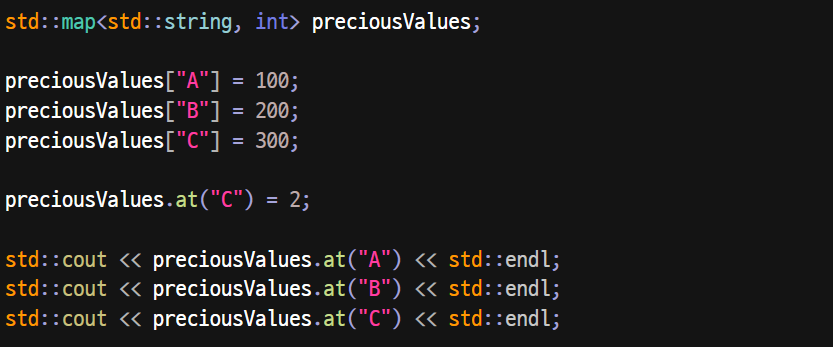 std::map<std::string, int> preciousValues;
preciousValues["A"] = 100;
preciousValues["B"] = 200;
preciousValues["C"] = 300;
preciousValues.at("C") = 2;
std::cout << preciousValues.at("A") << std::endl;
std::cout << preciousValues.at("B") << std::endl;
std::cout << preciousValues.at("C") << std::endl;